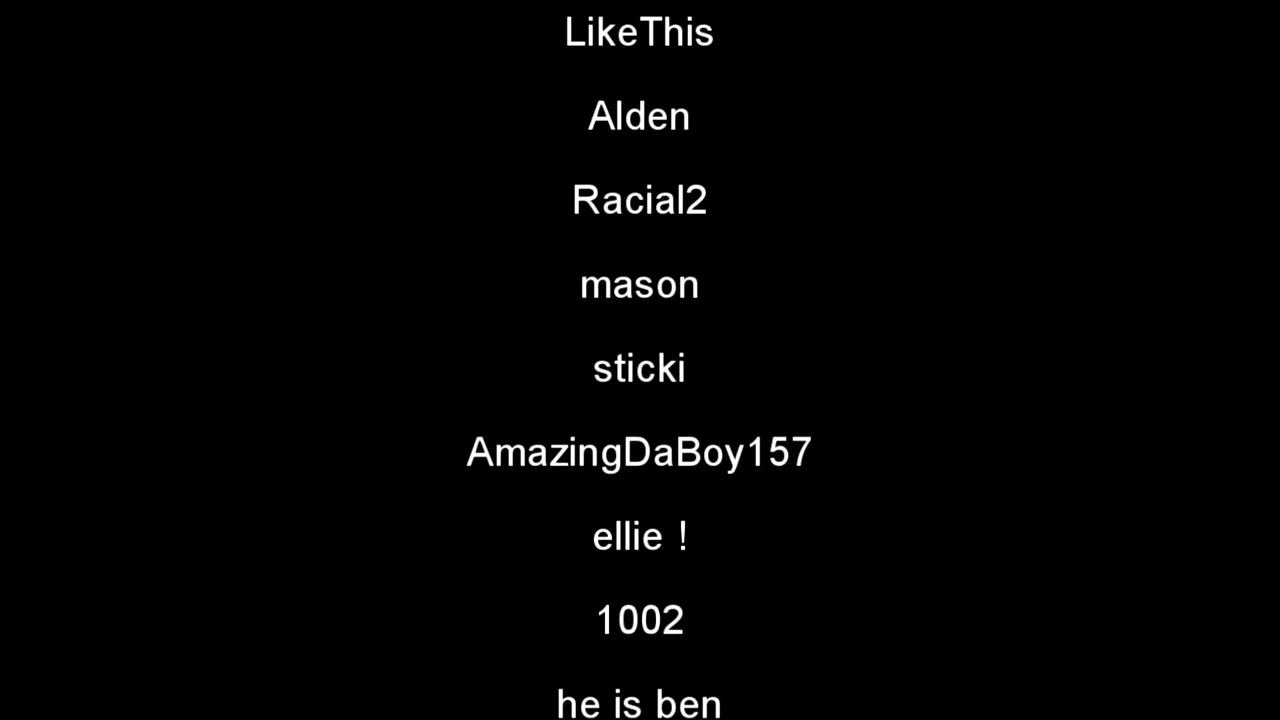 LikeThis
Alden
Racial2
mason
sticki
AmazingDaBoy157
ellie !
1002
he is ben